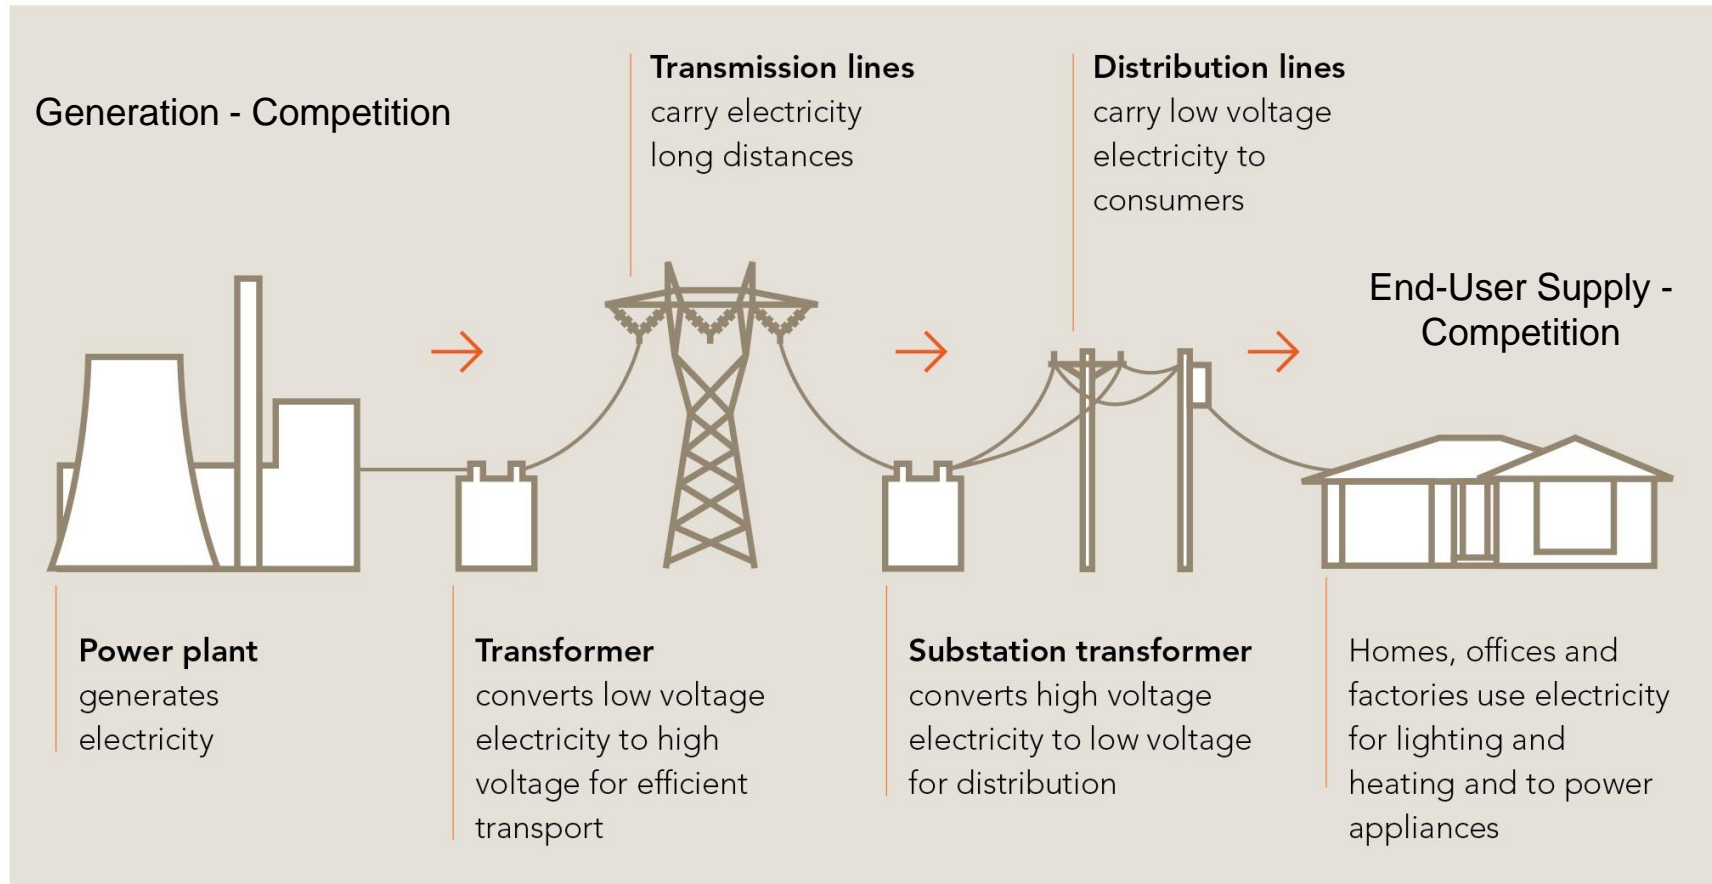 Generation - Competition
Transmission lines
carry electricity
long distances
Distribution lines
carry low voltage
electricity to
consumers
End-User Supply -
Competition
Power plant
generates
electricity
Transformer
converts low voltage
electricity to high
voltage for efficient
transport
Substation transformer
converts high voltage
electricity to low voltage
for distribution
Homes, offices and
factories use electricity
for lighting and
heating and to power
appliances